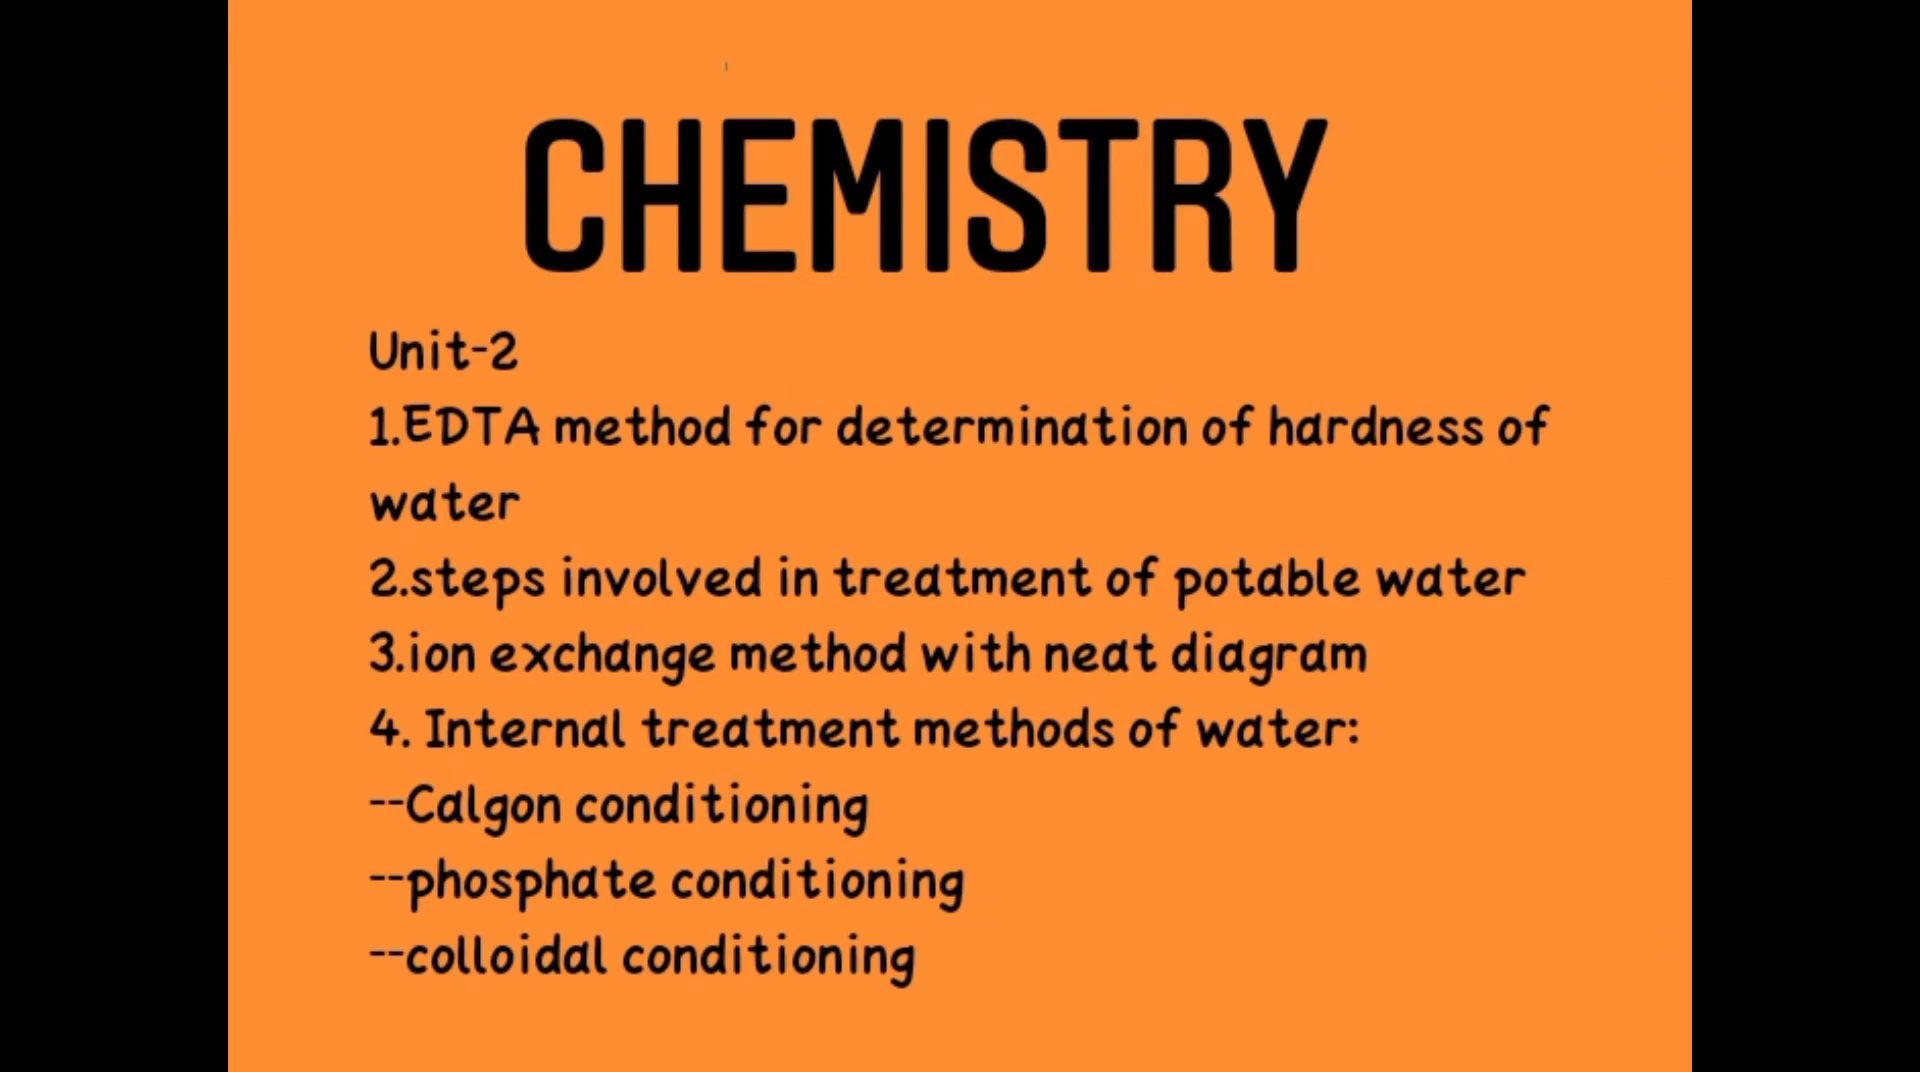 CHEMISTRY
Unit-2
1.EDTA method for determination of hardness of
water
2.steps involved in treatment of potable water
3.ion exchange method with neat diagram
4. Internal treatment methods of water:
--Calgon conditioning
--phosphate conditioning
--colloidal conditioning